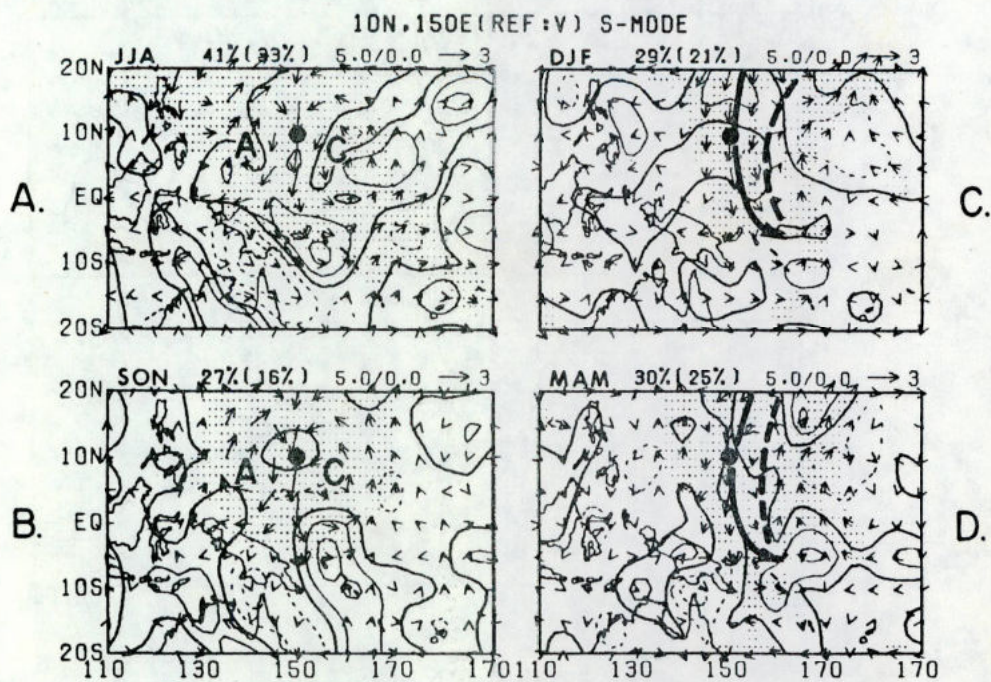 10N,150E(REF:V) S-MODE
JJA 41%(33%) 5.0/0.0 → 3
DJF 29%(21%) 5.0/0.0 → 3
20N
10N
EQ
10S
20S
A.
A C
C.
SON 27%(16%) 5.0/0.0 → 3
MAM 30%(25%) 5.0/0.0 → 3
20N
10N
EQ
10S
20S
B.
A C
D.
110 130 150 170 110 130 150 170 170